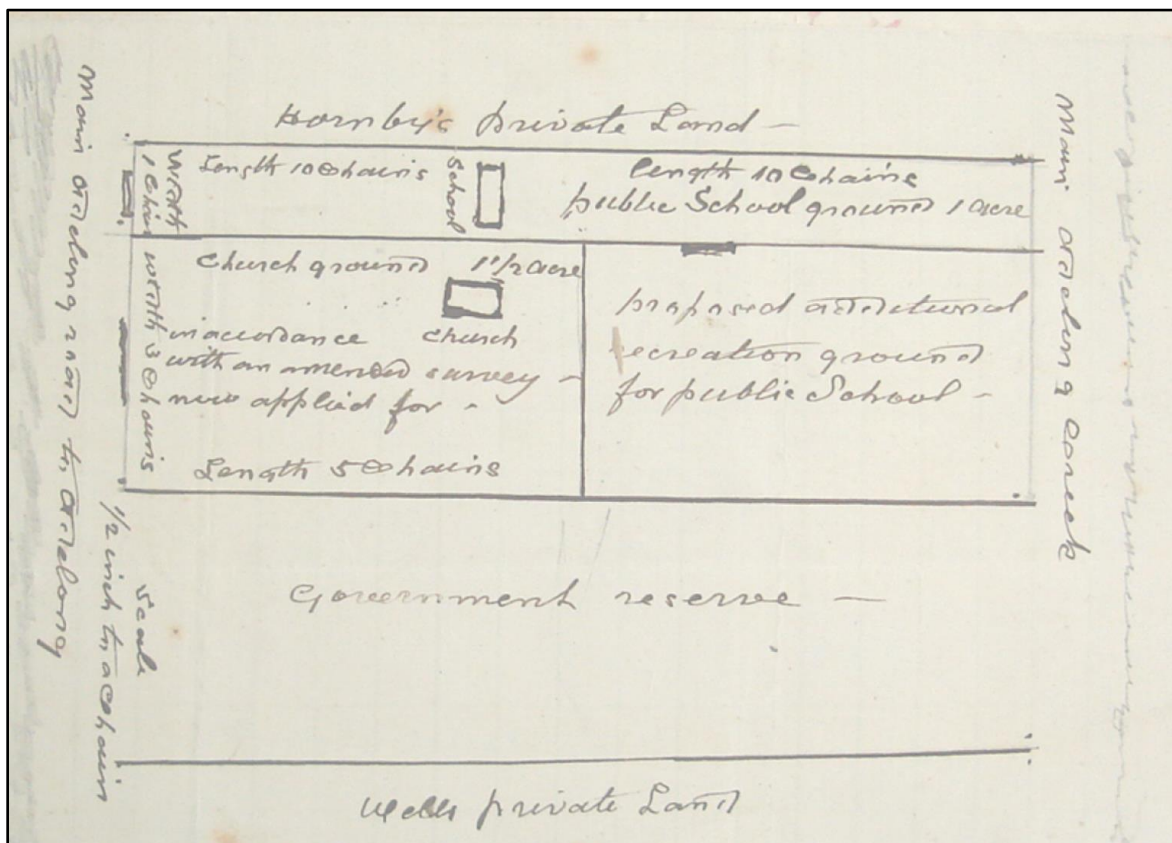 Hornby's private Land -
Length 10 Chains
School
length 10 Chains
public School ground 1 acre
Width
1 Chain
Church ground 1 1/2 acre
Church
in accordance
with an amended survey -
now applied for -
Length 5 Chains
width 3 Chains
proposed additional
recreation ground
for public School -
Government reserve -
Main Adelong road to Adelong
Scale
1/2 inch to a chain
Main Adelong Creek
private Land